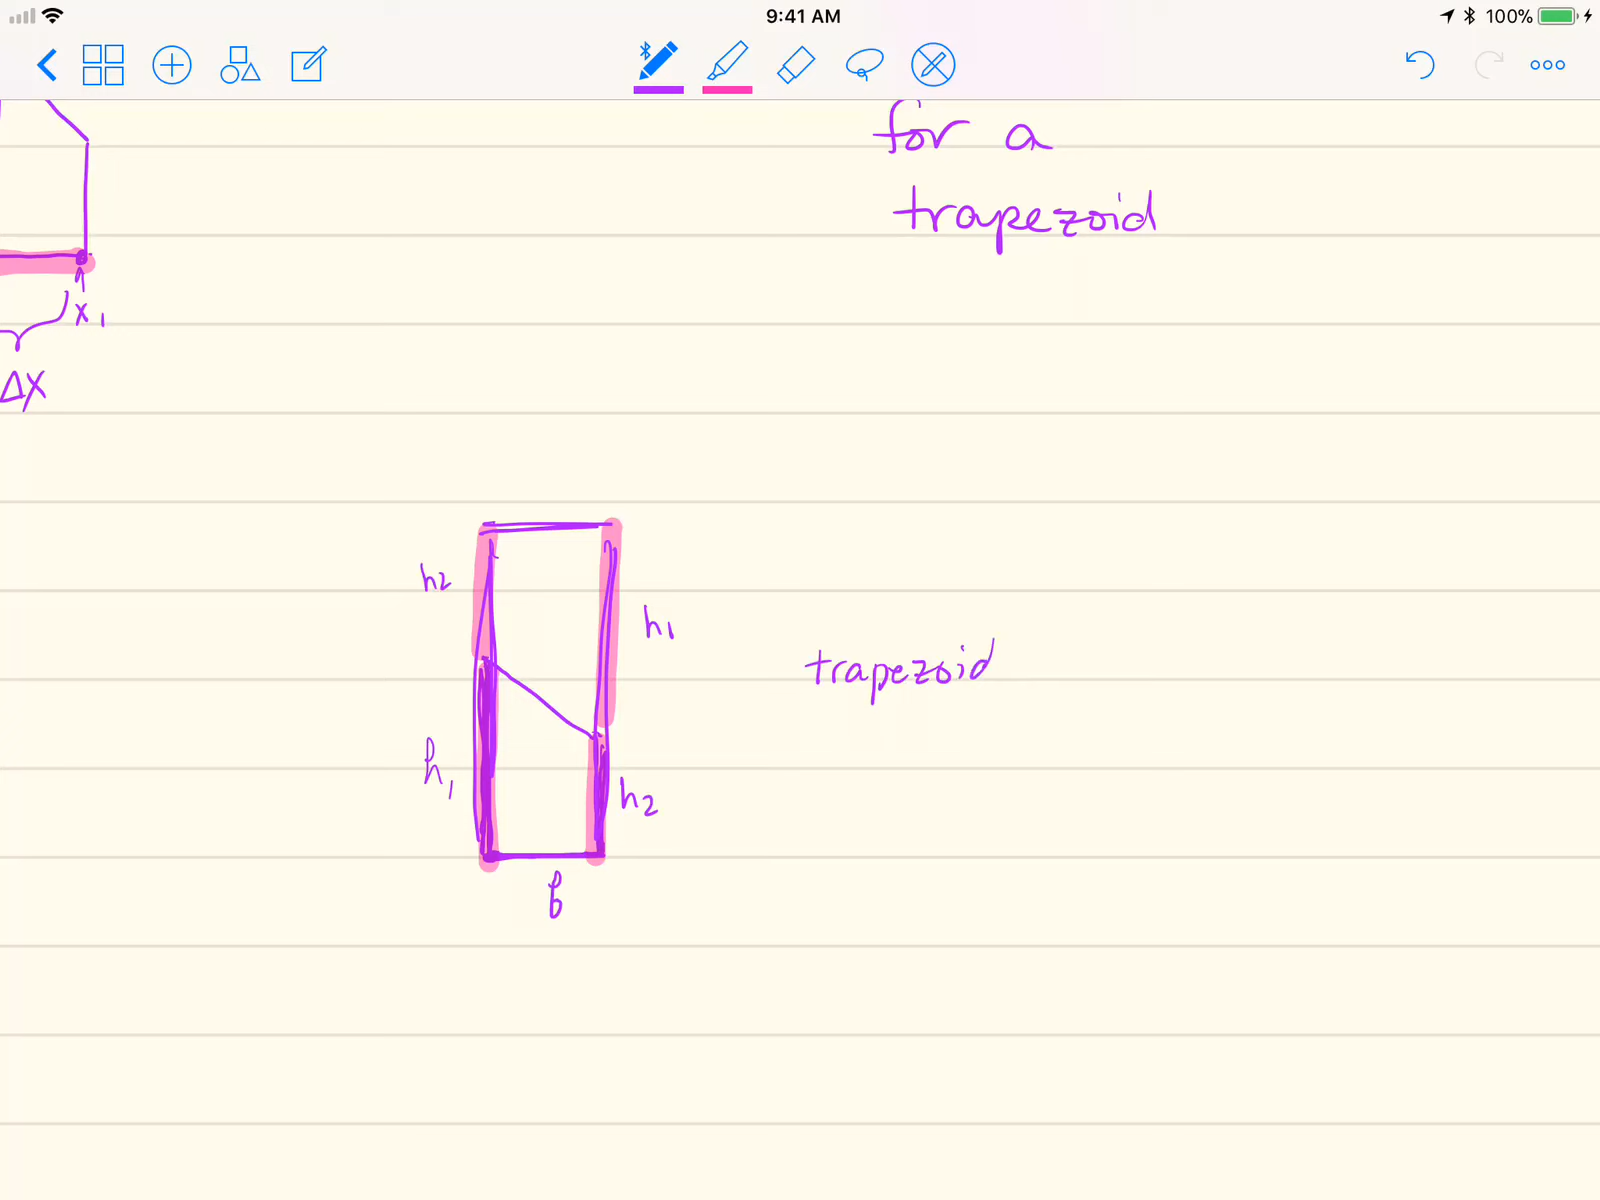 9:41 AM
100%
for a
trapezoid
x1
Δx
h2
h1
trapezoid
h1
h2
b